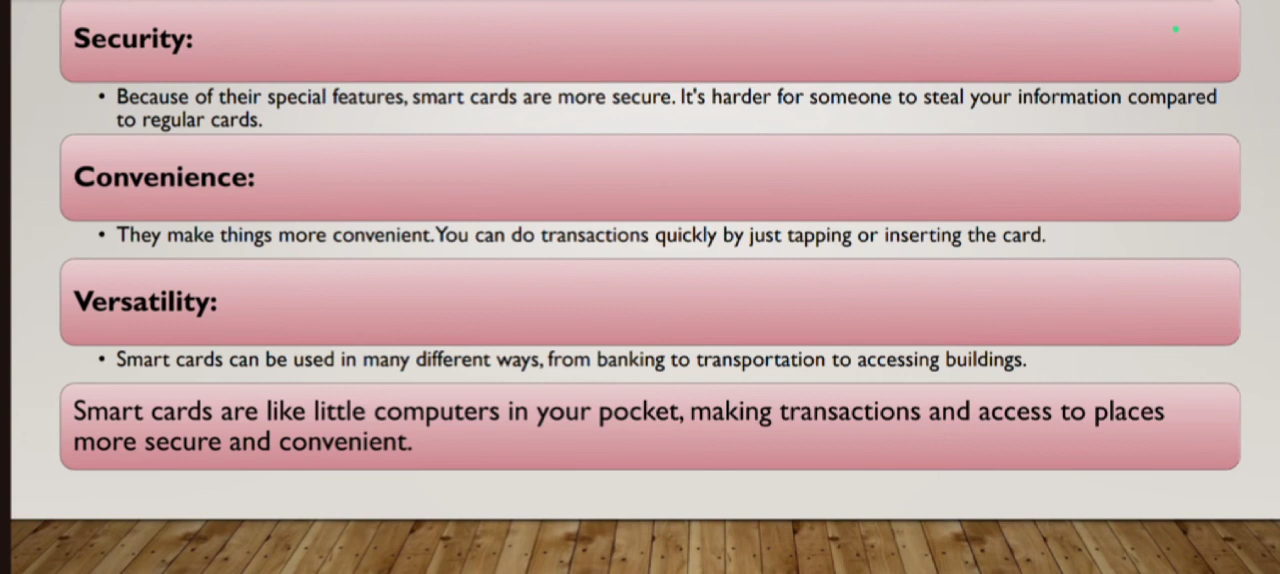 Security:
• Because of their special features, smart cards are more secure. It's harder for someone to steal your information compared
to regular cards.
Convenience:
• They make things more convenient. You can do transactions quickly by just tapping or inserting the card.
Versatility:
• Smart cards can be used in many different ways, from banking to transportation to accessing buildings.
Smart cards are like little computers in your pocket, making transactions and access to places
more secure and convenient.